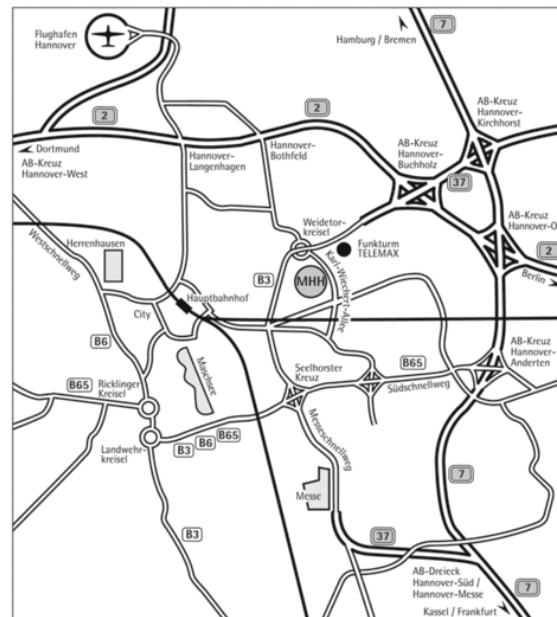 Flughafen
Hannover
7
Hamburg / Bremen
2
2
AB-Kreuz
Hannover-
Kirchhorst
Dortmund
AB-Kreuz
Hannover-West
Hannover-
Langenhagen
Hannover-
Bothfeld
AB-Kreuz
Hannover-
Buchholz
37
Weidetor-
kreisel
AB-Kreuz
Hannover-O
Westschnellweg
Herrenhausen
Funkturm
TELEMAX
2
Berlin
B3
MHH
Karl-Wiechert-Allee
Hauptbahnhof
City
B6
Maschsee
Seelhorster
Kreuz
B65
AB-Kreuz
Hannover-
Anderten
B65
Ricklinger
Kreisel
Südschnellweg
Landwehr-
kreisel
B3
B6
B65
Messeschnellweg
Messe
7
B3
37
AB-Dreieck
Hannover-Süd /
Hannover-Messe
7
Kassel / Frankfurt